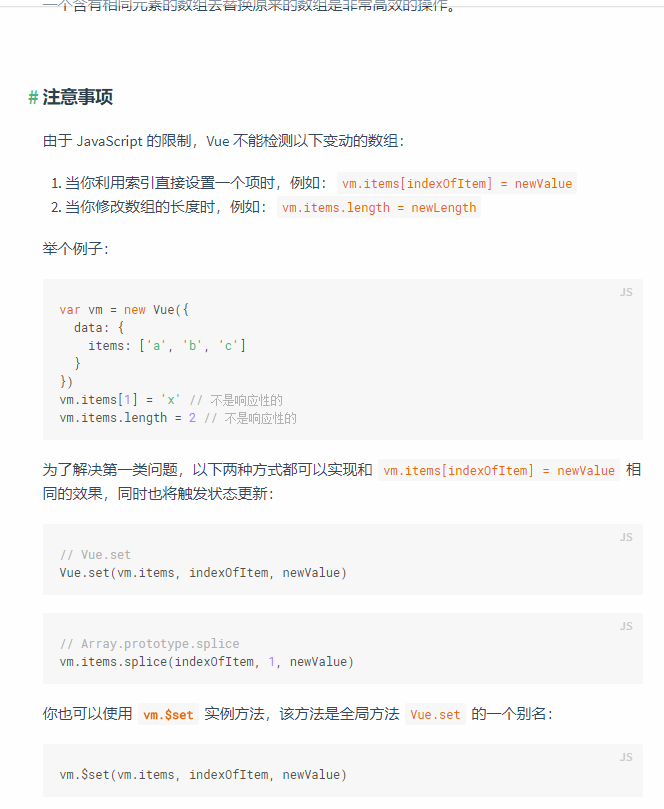 一个含有相同元素的数组去替换原来的数组是非常高效的操作。
# 注意事项
由于 JavaScript 的限制，Vue 不能检测以下变动的数组：
1. 当你利用索引直接设置一个项时，例如： vm.items[indexOfItem] = newValue
2. 当你修改数组的长度时，例如： vm.items.length = newLength
举个例子：
JS
var vm = new Vue({
  data: {
    items: ['a', 'b', 'c']
  }
})
vm.items[1] = 'x' // 不是响应性的
vm.items.length = 2 // 不是响应性的
为了解决第一类问题，以下两种方式都可以实现和 vm.items[indexOfItem] = newValue 相
同的效果，同时也将触发状态更新：
JS
// Vue.set
Vue.set(vm.items, indexOfItem, newValue)
JS
// Array.prototype.splice
vm.items.splice(indexOfItem, 1, newValue)
你也可以使用 vm.$set 实例方法，该方法是全局方法 Vue.set 的一个别名：
JS
vm.$set(vm.items, indexOfItem, newValue)